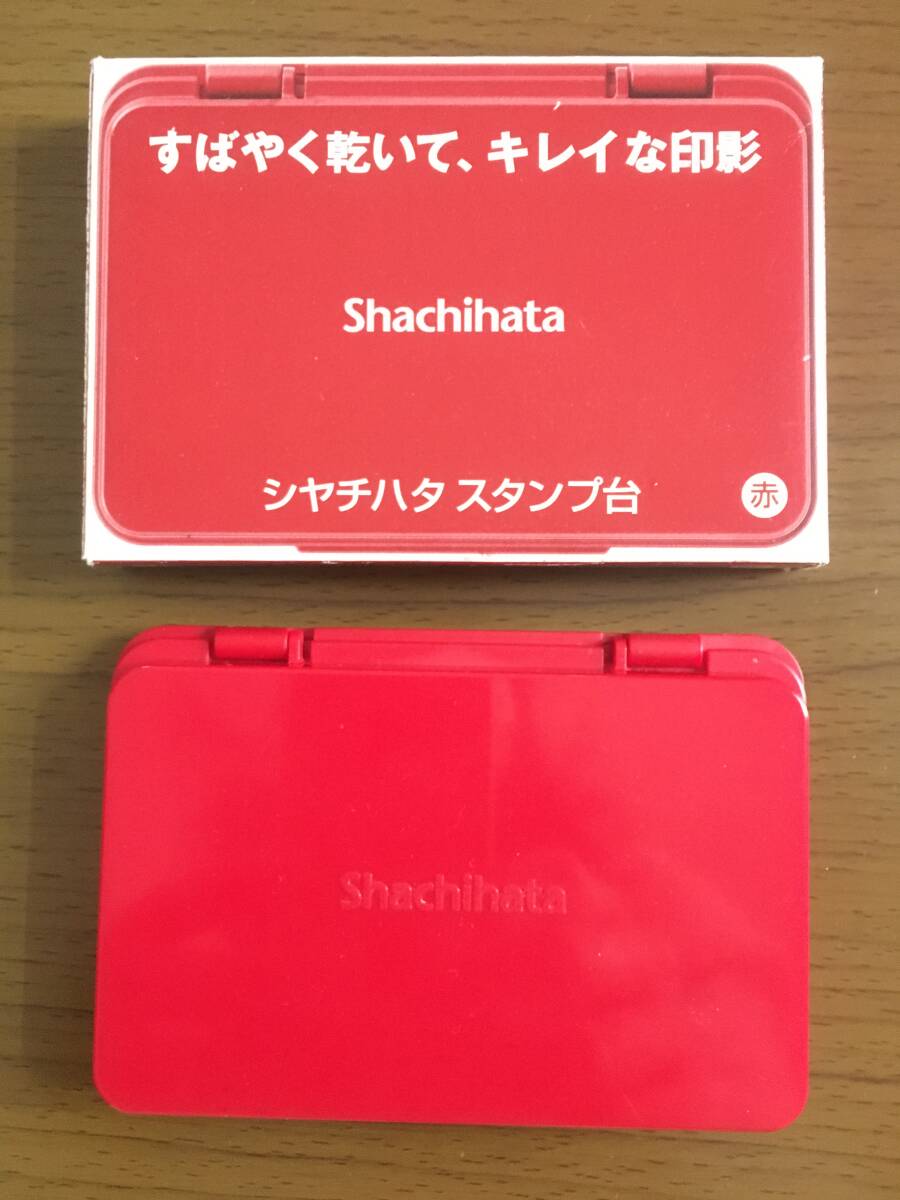 すばやく乾いて、キレイな印影
Shachihata
シヤチハタ スタンプ台
赤
Shachihata